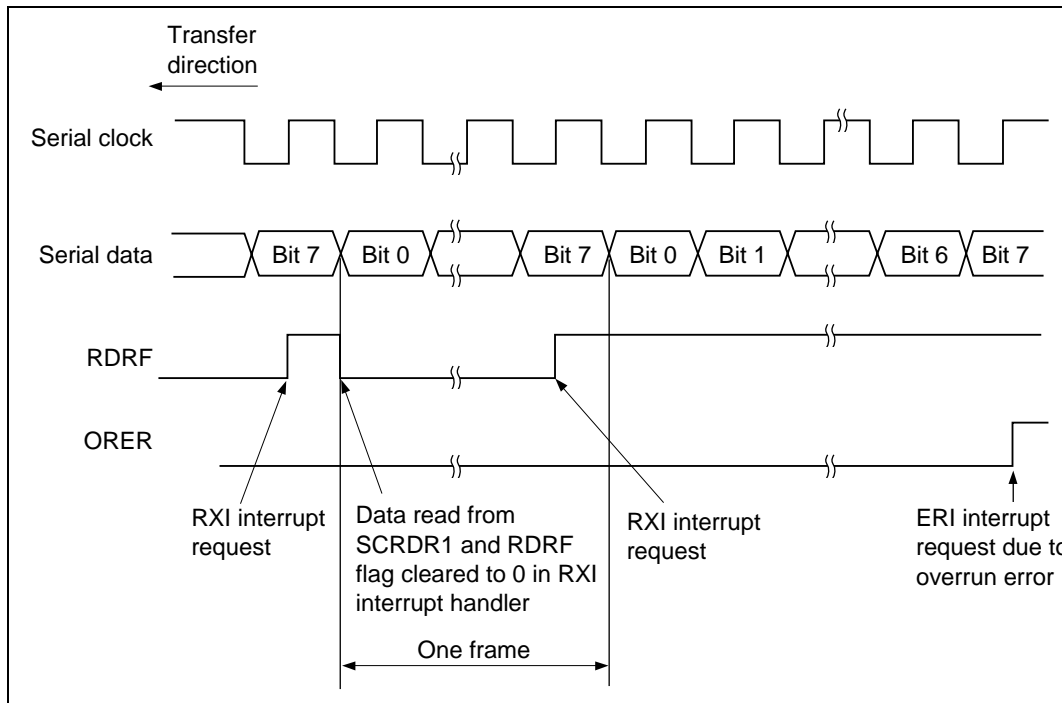 Transfer
direction
Serial clock
Serial data
Bit 7
Bit 0
Bit 7
Bit 0
Bit 1
Bit 6
Bit 7
RDRF
ORER
RXI interrupt
request
Data read from
SCRDR1 and RDRF
flag cleared to 0 in RXI
interrupt handler
RXI interrupt
request
ERI interrupt
request due to
overrun error
One frame